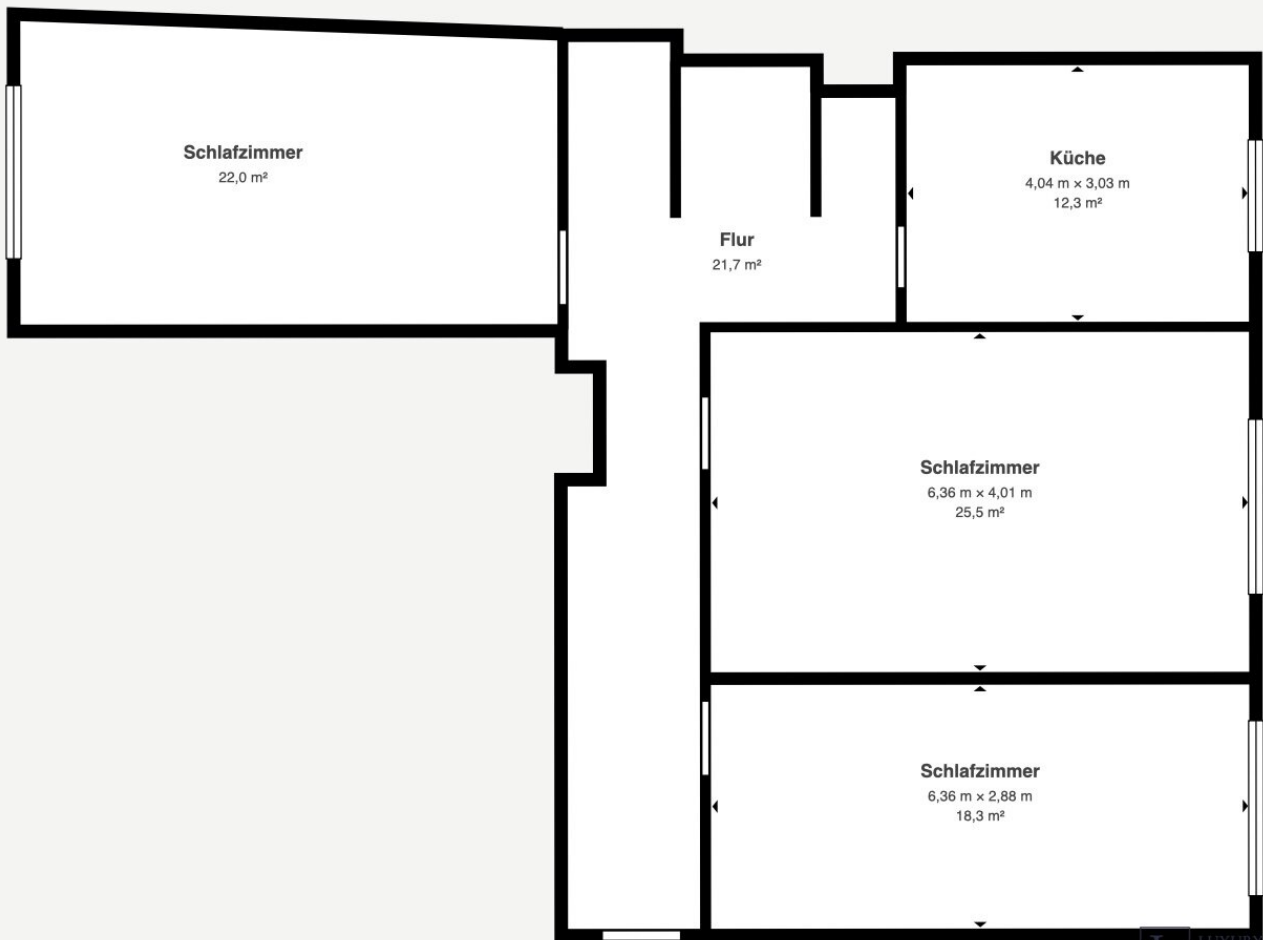 Schlafzimmer
22,0 m²
Küche
4,04 m × 3,03 m
12,3 m²
Flur
21,7 m²
Schlafzimmer
6,36 m × 4,01 m
25,5 m²
Schlafzimmer
6,36 m × 2,88 m
18,3 m²